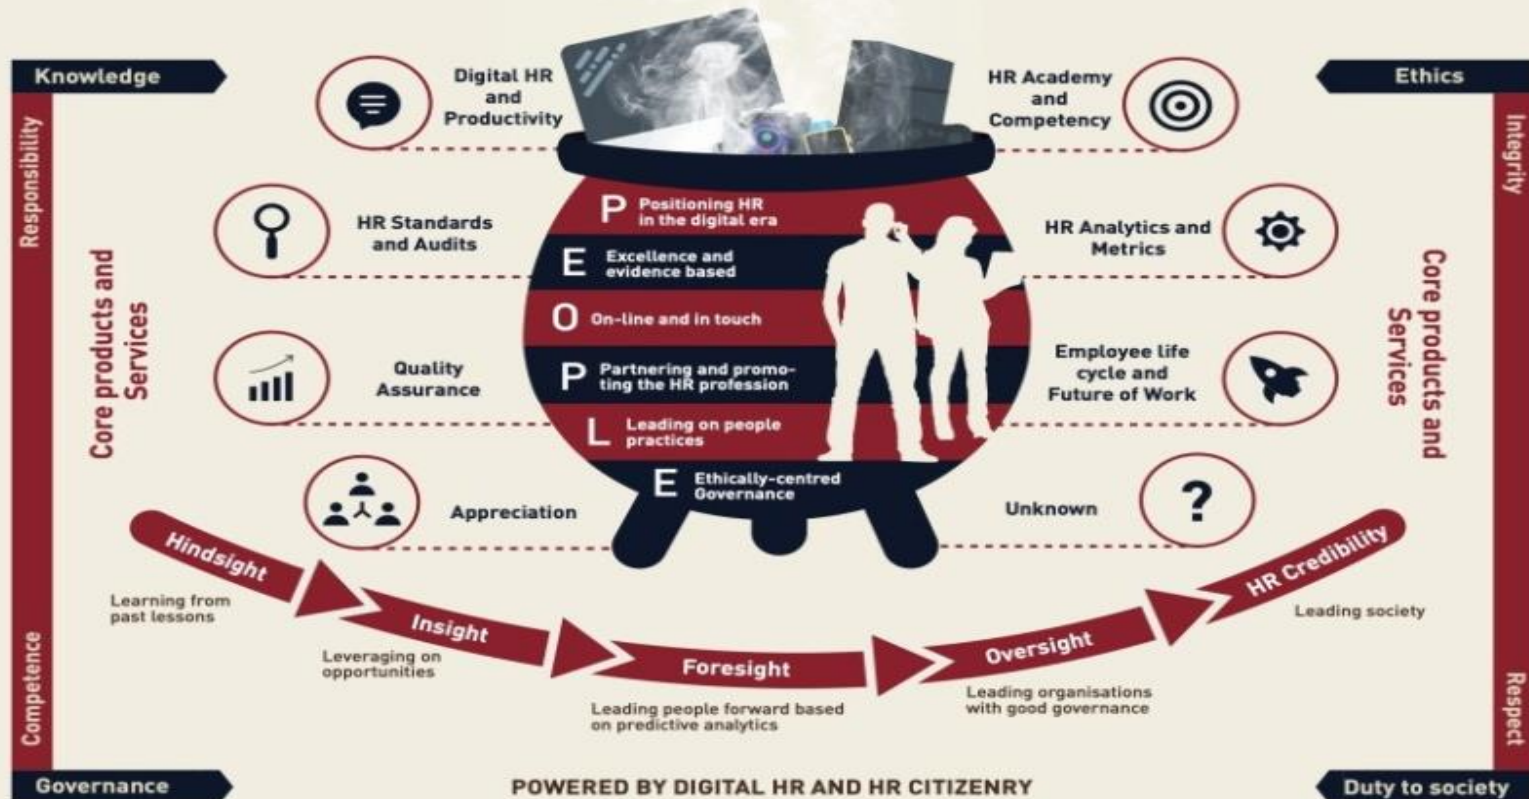 Knowledge
Ethics
Responsibility
Competence
Integrity
Respect
Governance
Duty to society
Core products and
Services
Core products and
Services
Digital HR
and
Productivity
HR Standards
and Audits
Quality
Assurance
Appreciation
HR Academy
and
Competency
HR Analytics and
Metrics
Employee life
cycle and
Future of Work
Unknown
?
P Positioning HR
in the digital era
E Excellence and
evidence based
O On-line and in touch
P Partnering and promo-
ting the HR profession
L Leading on people
practices
E Ethically-centred
Governance
Hindsight
Learning from
past lessons
Insight
Leveraging on
opportunities
Foresight
Leading people forward based
on predictive analytics
Oversight
Leading organisations
with good governance
HR Credibility
Leading society
POWERED BY DIGITAL HR AND HR CITIZENRY